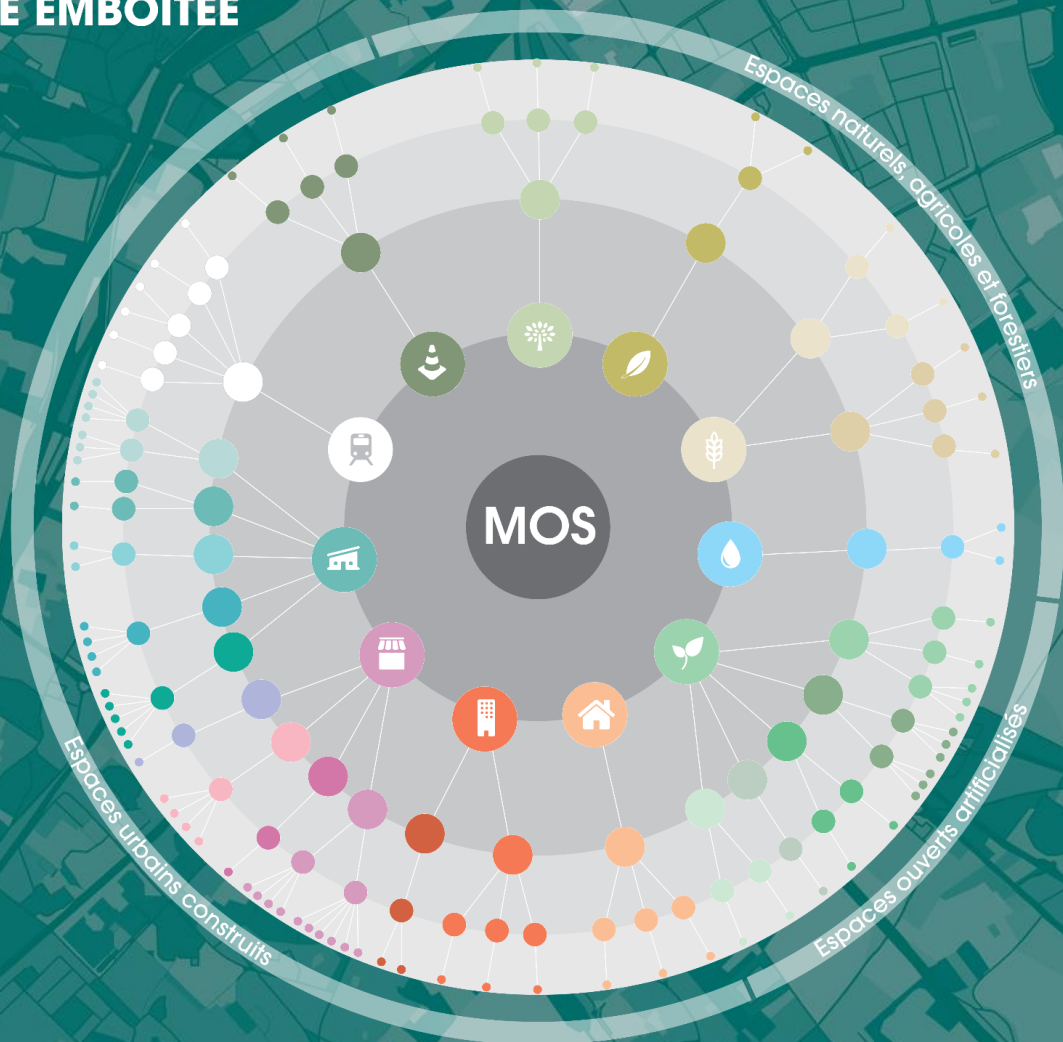 E EMBOITÉE
Espaces naturels, agricoles et forestiers
MOS
Espaces urbains construits
Espaces ouverts artificialisés